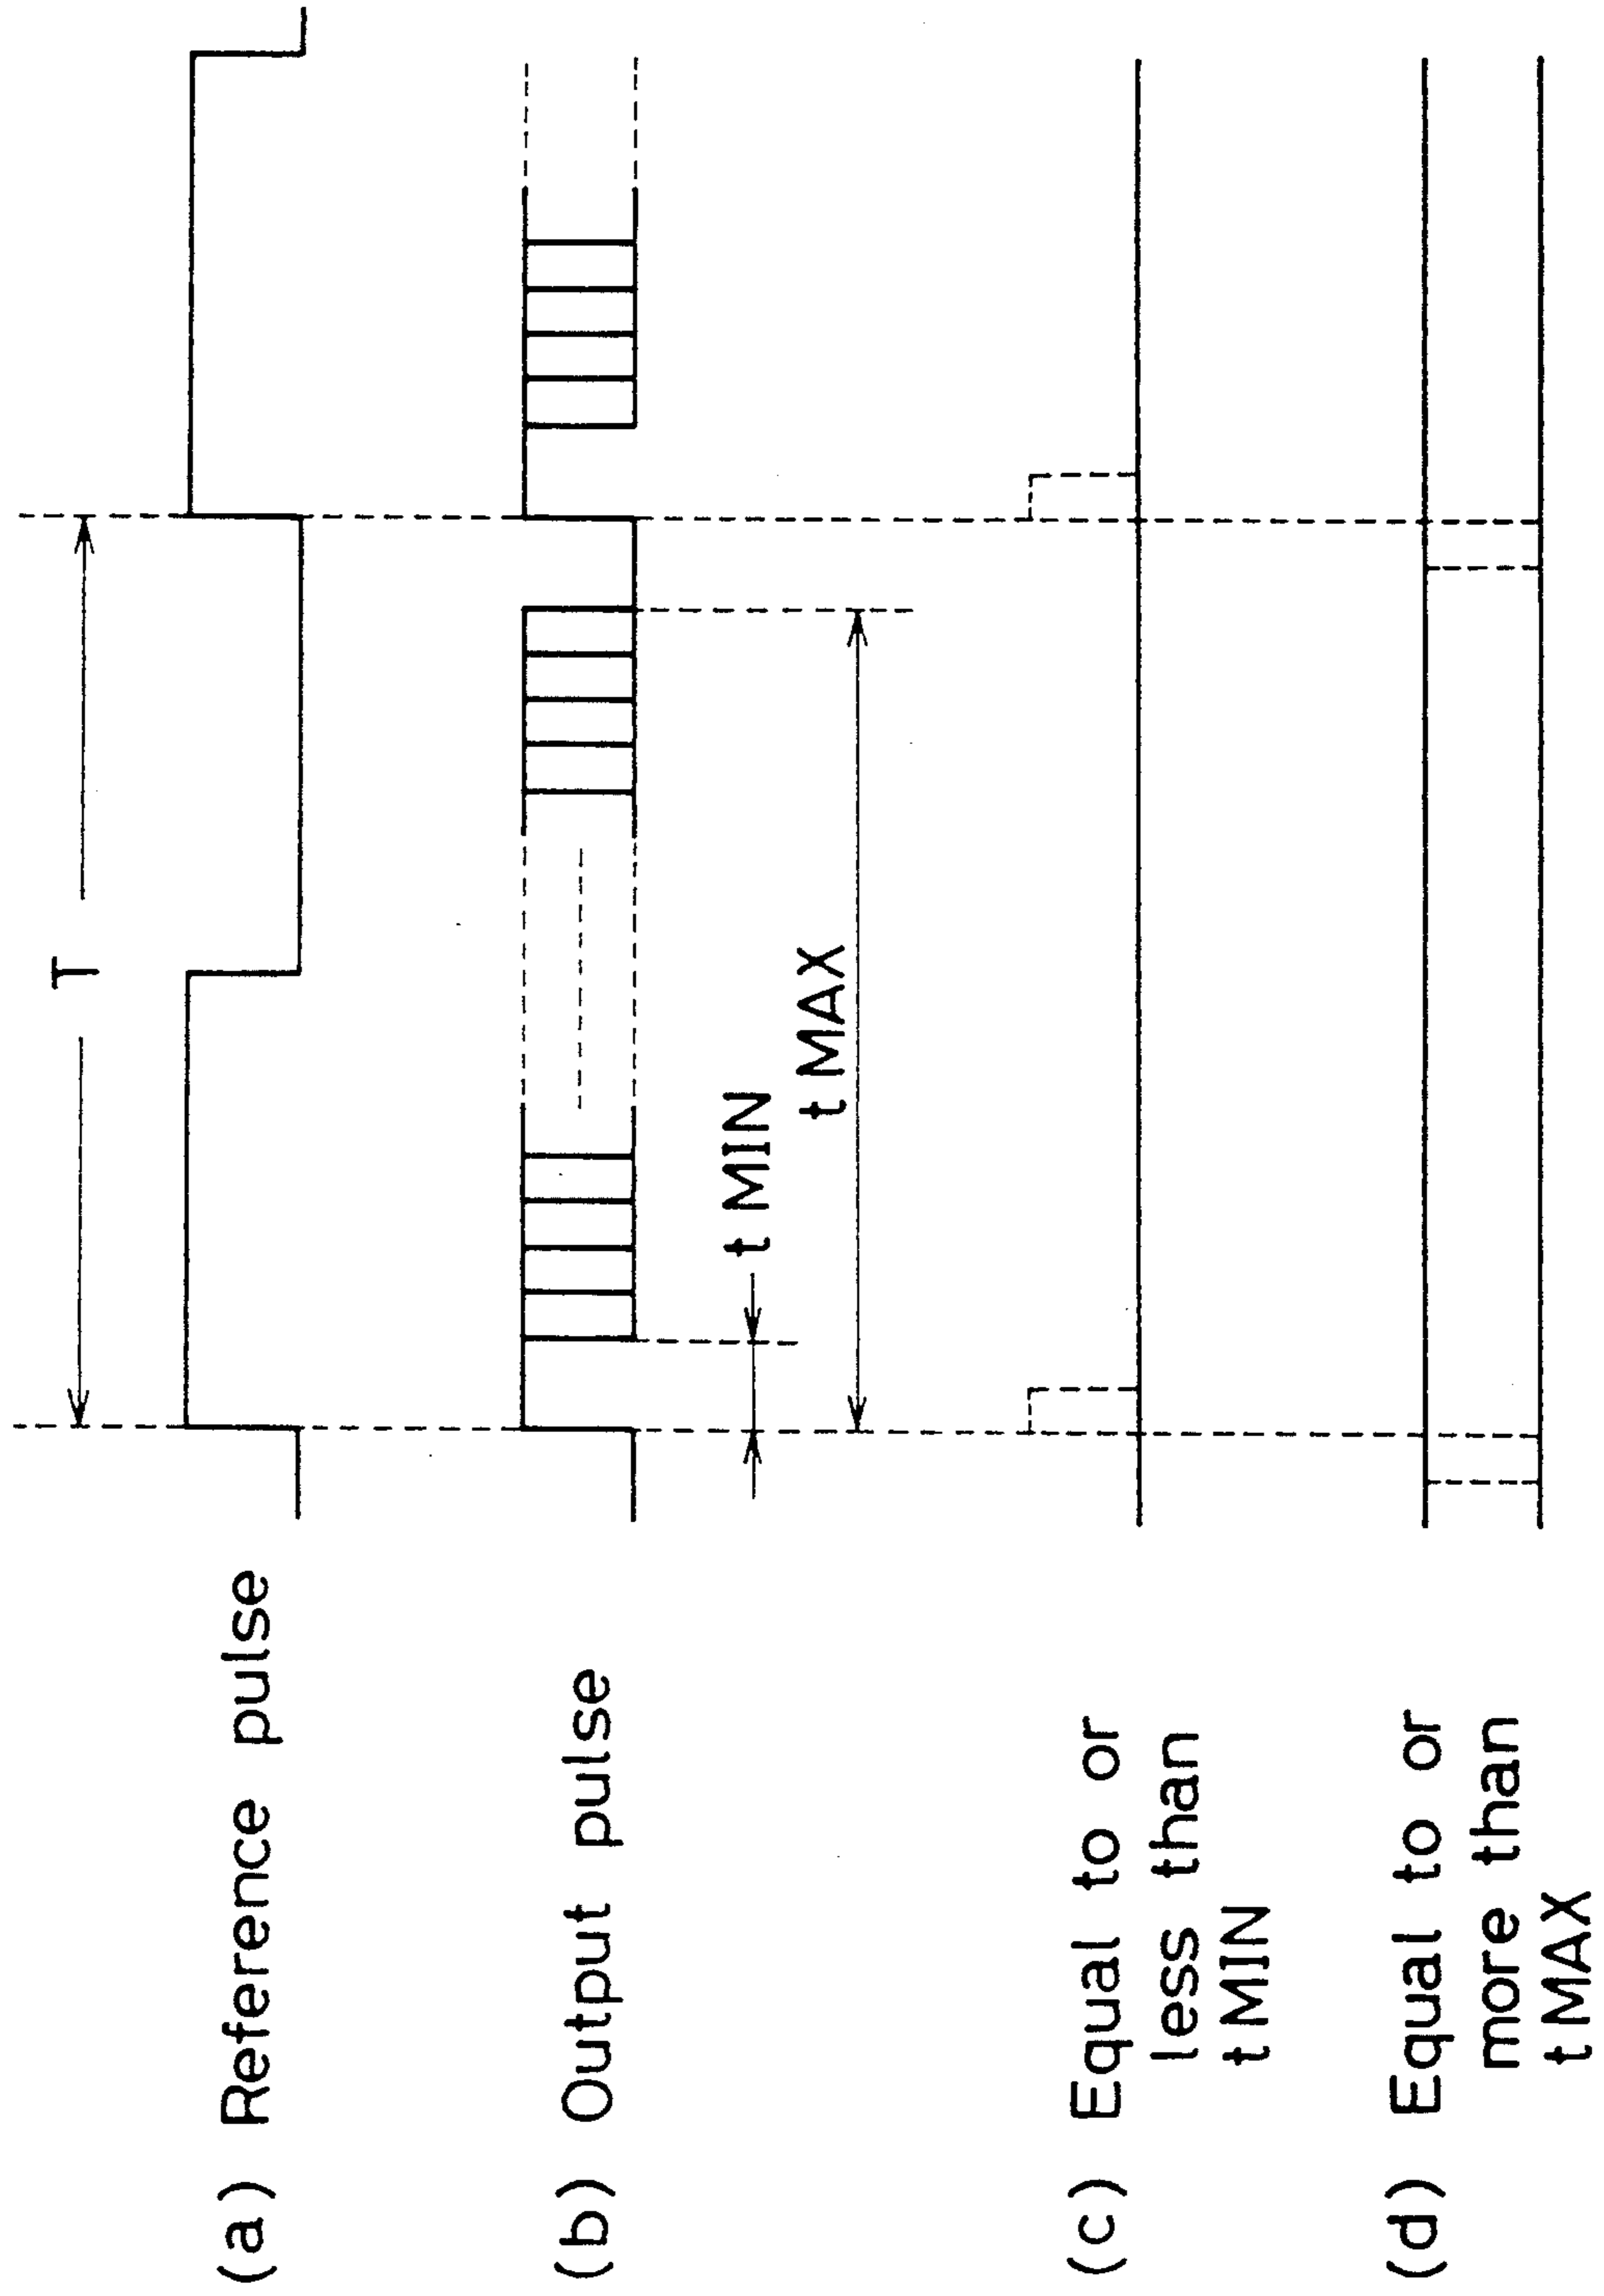 T
(a) Reference pulse
(b) Output pulse
t MIN
t MAX
(c) Equal to or
less than
t MIN
(d) Equal to or
more than
t MAX